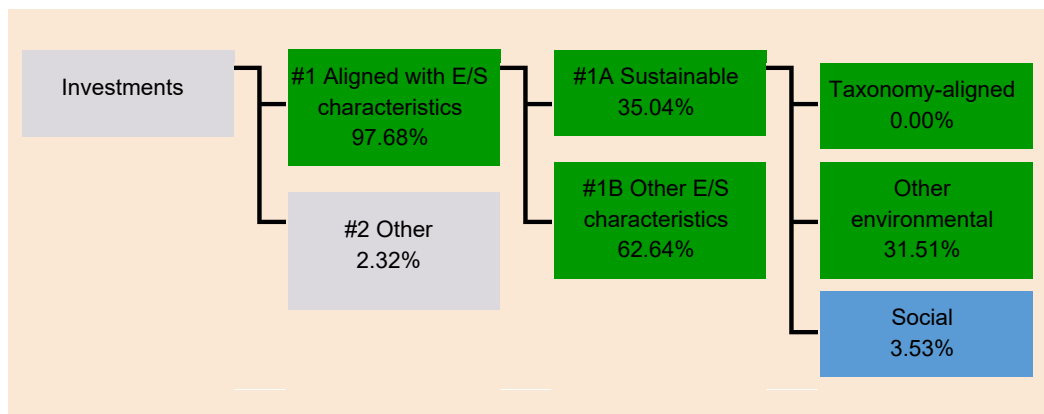 Investments
#1 Aligned with E/S
characteristics
97.68%
#2 Other
2.32%
#1A Sustainable
35.04%
#1B Other E/S
characteristics
62.64%
Taxonomy-aligned
0.00%
Other
environmental
31.51%
Social
3.53%